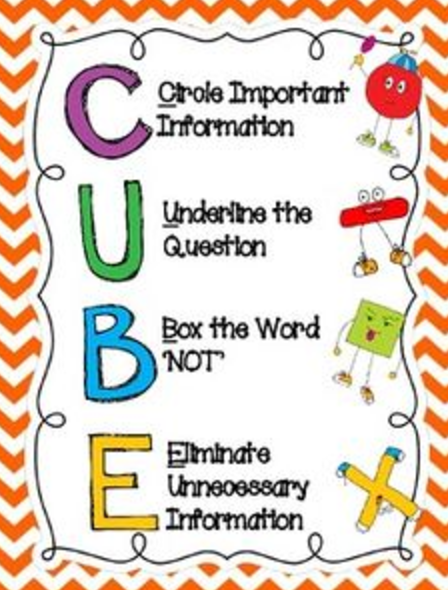 C
Circle Important
Information
U
Underline the
Question
B
Box the Word
'NOT'
E
Eliminate
Unnecessary
Information